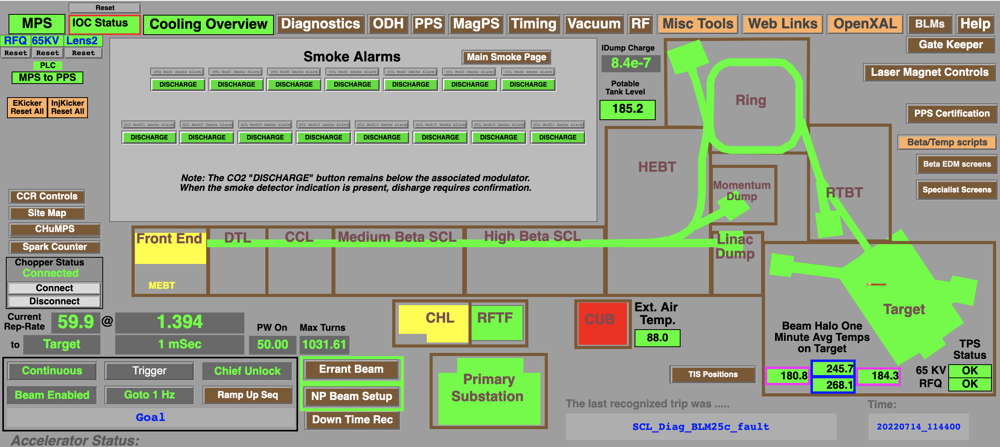 Reset
MPS
IOC Status
Cooling Overview
Diagnostics
ODH
PPS
MagPS
Timing
Vacuum
RF
Misc Tools
Web Links
OpenXAL
BLMs
Help
RFQ 65KV Lens2
Reset Reset Reset
PLC
MPS to PPS
EKicker
Reset All
InjKicker
Reset All
Smoke Alarms
Main Smoke Page
RFQ Mod1 Smoke Alarm
DTL Mod3 Smoke Alarm
DTL Mod5 Smoke Alarm
CCL Mod1 Smoke Alarm
CCL Mod2 Smoke Alarm
CCL Mod3 Smoke Alarm
CCL Mod4 Smoke Alarm
DISCHARGE DISCHARGE DISCHARGE DISCHARGE DISCHARGE DISCHARGE DISCHARGE
SCL Mod01 Smoke Alarm
SCL Mod05 Smoke Alarm
SCL Mod09 Smoke Alarm
SCL Mod12 Smoke Alarm
SCL Mod14 Smoke Alarm
SCL Mod15 Smoke Alarm
SCL Mod18 Smoke Alarm
SCL Mod21 Smoke Alarm
DISCHARGE DISCHARGE DISCHARGE DISCHARGE DISCHARGE DISCHARGE DISCHARGE DISCHARGE
Note: The CO2 "DISCHARGE" button remains below the associated modulator.
When the smoke detector indication is present, disharge requires confirmation.
IDump Charge
8.4e-7
Potable
Tank Level
185.2
Gate Keeper
Laser Magnet Controls
PPS Certification
Beta/Temp scripts
Beta EDM screens
Specialist Screens
Ring
HEBT
Momentum
Dump
RTBT
CCR Controls
Site Map
CHuMPS
Spark Counter
Chopper Status
Connected
Connect
Disconnect
Front End
MEBT
DTL
CCL
Medium Beta SCL
High Beta SCL
Linac
Dump
Target
CHL
RFTF
CUB
Ext. Air
Temp.
88.0
Current
Rep-Rate
59.9 @ 1.394
to Target 1 mSec
PW On
50.00
Max Turns
1031.61
Continuous
Trigger
Chief Unlock
Beam Enabled
Goto 1 Hz
Ramp Up Seq
Goal
Errant Beam
NP Beam Setup
Down Time Rec
Primary
Substation
TIS Positions
Beam Halo One
Minute Avg Temps
on Target
180.8
245.7
268.1
184.3
TPS
Status
65 KV OK
RFQ OK
The last recognized trip was .....
SCL_Diag_BLM25c_fault
Time:
20220714_114400
Accelerator Status: